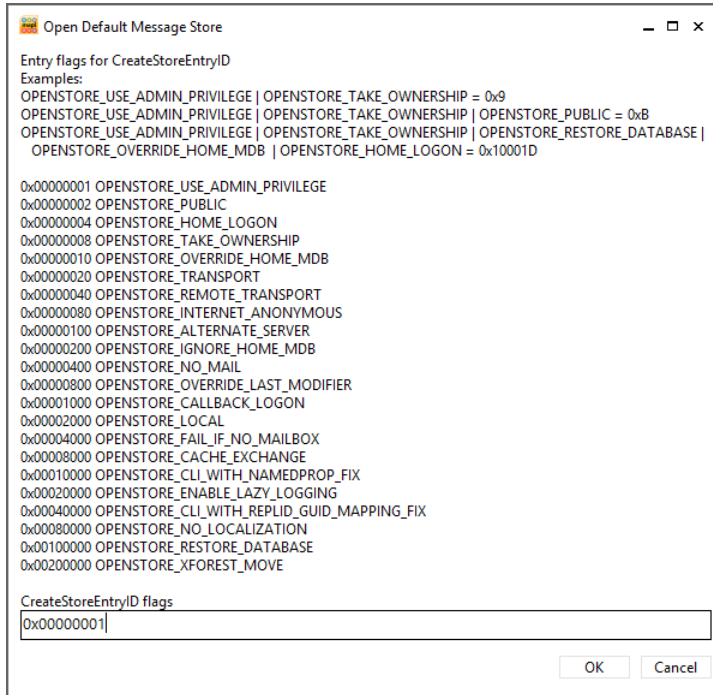 mapi Open Default Message Store
Entry flags for CreateStoreEntryID
Examples:
OPENSTORE_USE_ADMIN_PRIVILEGE | OPENSTORE_TAKE_OWNERSHIP = 0x9
OPENSTORE_USE_ADMIN_PRIVILEGE | OPENSTORE_TAKE_OWNERSHIP | OPENSTORE_PUBLIC = 0xB
OPENSTORE_USE_ADMIN_PRIVILEGE | OPENSTORE_TAKE_OWNERSHIP | OPENSTORE_RESTORE_DATABASE |
OPENSTORE_OVERRIDE_HOME_MDB | OPENSTORE_HOME_LOGON = 0x10001D
0x00000001 OPENSTORE_USE_ADMIN_PRIVILEGE
0x00000002 OPENSTORE_PUBLIC
0x00000004 OPENSTORE_HOME_LOGON
0x00000008 OPENSTORE_TAKE_OWNERSHIP
0x00000010 OPENSTORE_OVERRIDE_HOME_MDB
0x00000020 OPENSTORE_TRANSPORT
0x00000040 OPENSTORE_REMOTE_TRANSPORT
0x00000080 OPENSTORE_INTERNET_ANONYMOUS
0x00000100 OPENSTORE_ALTERNATE_SERVER
0x00000200 OPENSTORE_IGNORE_HOME_MDB
0x00000400 OPENSTORE_NO_MAIL
0x00000800 OPENSTORE_OVERRIDE_LAST_MODIFIER
0x00001000 OPENSTORE_CALLBACK_LOGON
0x00002000 OPENSTORE_LOCAL
0x00004000 OPENSTORE_FAIL_IF_NO_MAILBOX
0x00008000 OPENSTORE_CACHE_EXCHANGE
0x00010000 OPENSTORE_CLI_WITH_NAMEDPROP_FIX
0x00020000 OPENSTORE_ENABLE_LAZY_LOGGING
0x00040000 OPENSTORE_CLI_WITH_REPLID_GUID_MAPPING_FIX
0x00080000 OPENSTORE_NO_LOCALIZATION
0x00100000 OPENSTORE_RESTORE_DATABASE
0x00200000 OPENSTORE_XFOREST_MOVE
CreateStoreEntryID flags
0x00000001
OK Cancel